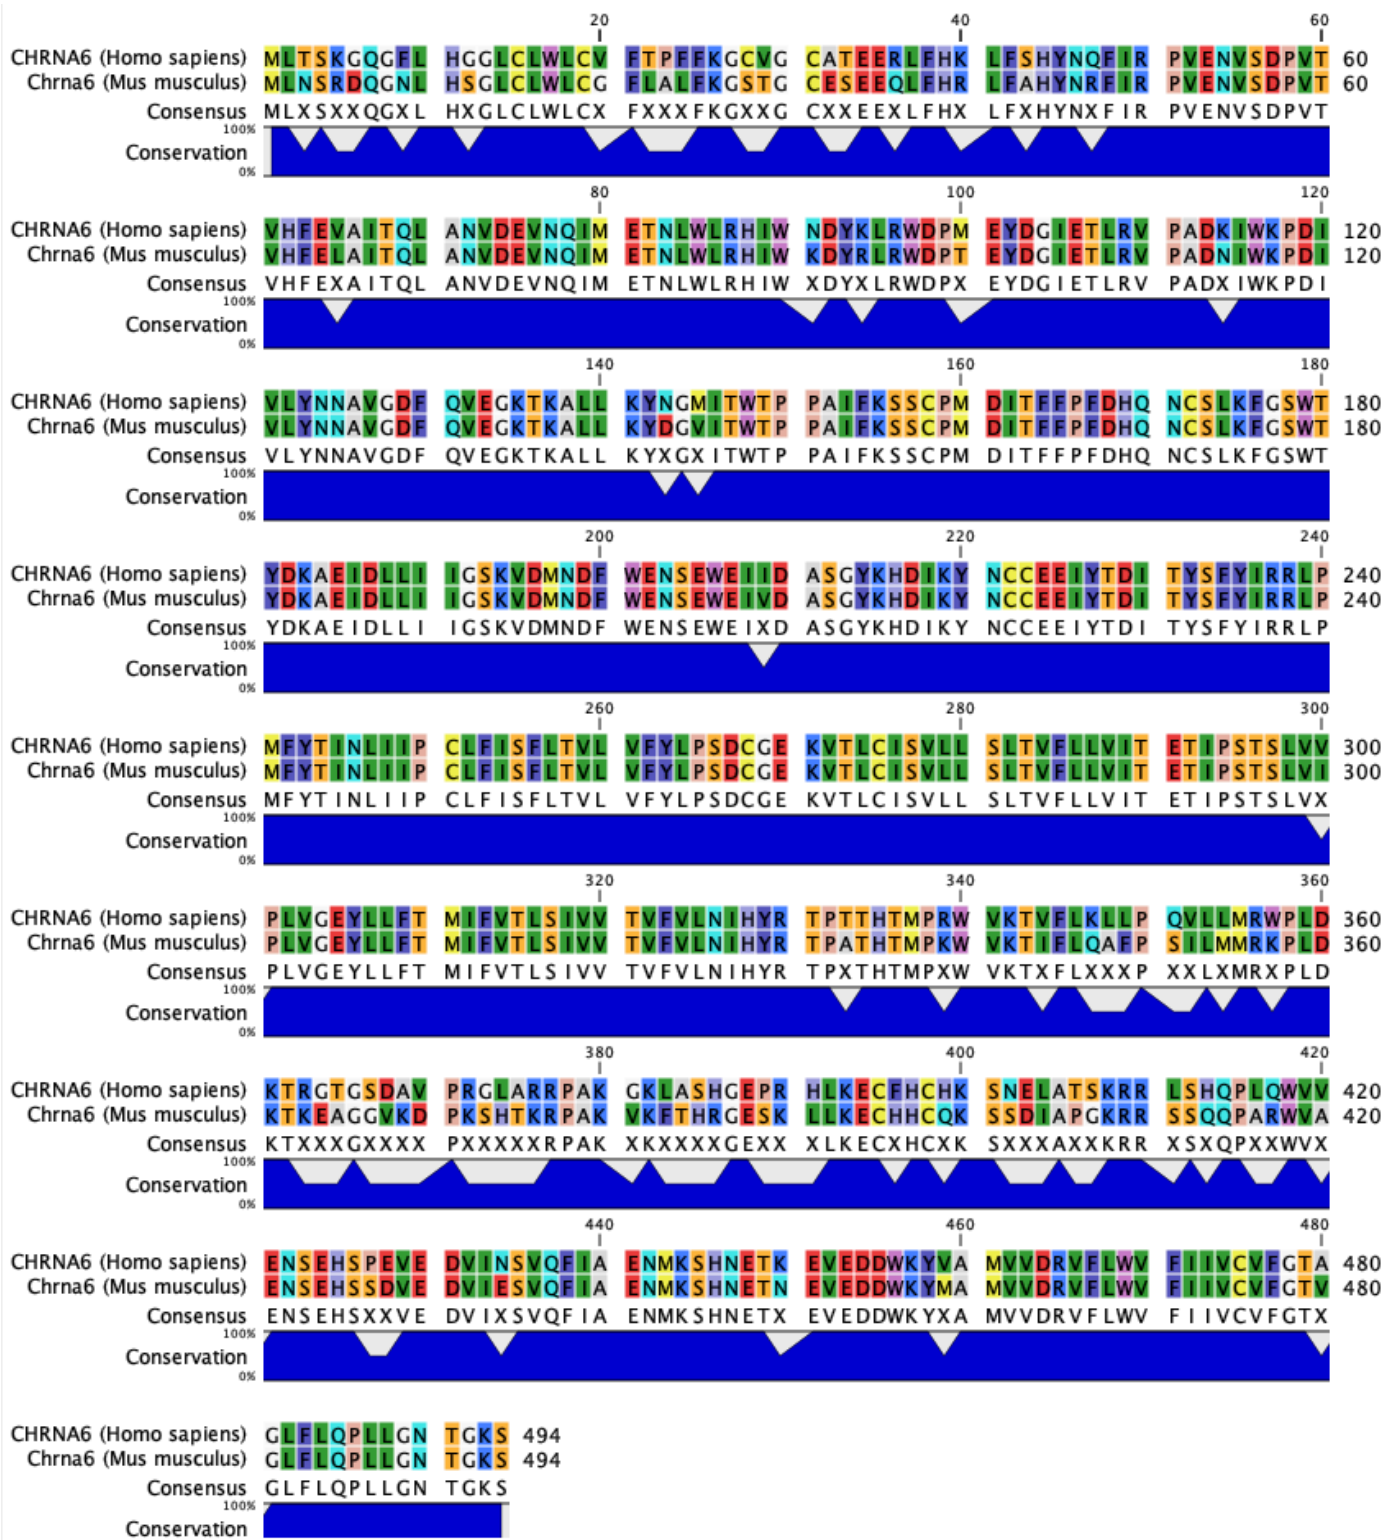 20 40 60
CHRNA6 (Homo sapiens) MLTSKGQGFL HGGLCLWLCV FTPFFKGCVG CATEERLFHK LFSHYNQFIR PVENVSDPVT 60
Chrna6 (Mus musculus) MLNSRDQGNL HSGLCLWLCG FLALFKGSTG CESEEQLFHR LFAHYNRFIR PVENVSDPVT 60
Consensus MLXSXXQGXL HXGLCLWLCX FXXXFKGXXG CXXEEXLFHX LFXHYNXFIR PVENVSDPVT
100%
Conservation
0%
80 100 120
CHRNA6 (Homo sapiens) VHFEVAITQL ANVDEVNQIM ETNLWLRHIW NDYKLRWDPM EYDGIETLRV PADKIWKPDI 120
Chrna6 (Mus musculus) VHFELAITQL ANVDEVNQIM ETNLWLRHIW KDYRLRWDPT EYDGIETLRV PADNIWKPDI 120
Consensus VHFEXAITQL ANVDEVNQIM ETNLWLRHIW XDYXLRWDPX EYDGIETLRV PADXIWKPDI
100%
Conservation
0%
140 160 180
CHRNA6 (Homo sapiens) VLYNNAVGDF QVEGKTKALL KYNGMITWTP PAIFKSSCPM DITFFPFDHQ NCSLKFGSWT 180
Chrna6 (Mus musculus) VLYNNAVGDF QVEGKTKALL KYDGVITWTP PAIFKSSCPM DITFFPFDHQ NCSLKFGSWT 180
Consensus VLYNNAVGDF QVEGKTKALL KYXGXITWTP PAIFKSSCPM DITFFPFDHQ NCSLKFGSWT
100%
Conservation
0%
200 220 240
CHRNA6 (Homo sapiens) YDKAEIDLLI IGSKVDMNDF WENSEWEIID ASGYKHDIKY NCCEEIYTDI TYSFYIRRLP 240
Chrna6 (Mus musculus) YDKAEIDLLI IGSKVDMNDF WENSEWEIVD ASGYKHDIKY NCCEEIYTDI TYSFYIRRLP 240
Consensus YDKAEIDLLI IGSKVDMNDF WENSEWEIXD ASGYKHDIKY NCCEEIYTDI TYSFYIRRLP
100%
Conservation
0%
260 280 300
CHRNA6 (Homo sapiens) MFYTINLIIP CLFISFLTVL VFYLPSDCGE KVTLCISVLL SLTVFLLVIT ETIPSTSLVV 300
Chrna6 (Mus musculus) MFYTINLIIP CLFISFLTVL VFYLPSDCGE KVTLCISVLL SLTVFLLVIT ETIPSTSLVI 300
Consensus MFYTINLIIP CLFISFLTVL VFYLPSDCGE KVTLCISVLL SLTVFLLVIT ETIPSTSLVX
100%
Conservation
0%
320 340 360
CHRNA6 (Homo sapiens) PLVGEYLLFT MIFVTLSIVV TVFVLNIHYR TPTTHTMPRW VKTVFLKLLP QVLLMRWPLD 360
Chrna6 (Mus musculus) PLVGEYLLFT MIFVTLSIVV TVFVLNIHYR TPATHTMPKW VKTIFLQAFP SILMMRKPLD 360
Consensus PLVGEYLLFT MIFVTLSIVV TVFVLNIHYR TPXTHTMPXW VKTXFLXXXP XXLXMRXPLD
100%
Conservation
0%
380 400 420
CHRNA6 (Homo sapiens) KTRGTGSDAV PRGLARRPAK GKLASHGEPR HLKECFHCHK SNELATSKRR LSHQPLQWVV 420
Chrna6 (Mus musculus) KTKEAGGVKD PKSHTKRPAK VKFTHRGESK LLKECHHCQK SSDIAPGKRR SSQQPARWVA 420
Consensus KTXXXGXXXX PXXXXXRPAK XKXXXXGEXX XLKECXHCXK SXXXAXXKRR XSXQPXXWVX
100%
Conservation
0%
440 460 480
CHRNA6 (Homo sapiens) ENSEHSPEVE DVINSVQFIA ENMKSHNETK EVEDDWKYVA MVVDRVFLWV FIIVCVFGTA 480
Chrna6 (Mus musculus) ENSEHSSDVE DVIESVQFIA ENMKSHNETN EVEDDWKYMA MVVDRVFLWV FIIVCVFGTV 480
Consensus ENSEHSXXVE DVIXSVQFIA ENMKSHNETX EVEDDWKYXA MVVDRVFLWV FIIVCVFGTX
100%
Conservation
0%
CHRNA6 (Homo sapiens) GLFLQPLLGN TGKS 494
Chrna6 (Mus musculus) GLFLQPLLGN TGKS 494
Consensus GLFLQPLLGN TGKS
100%
Conservation